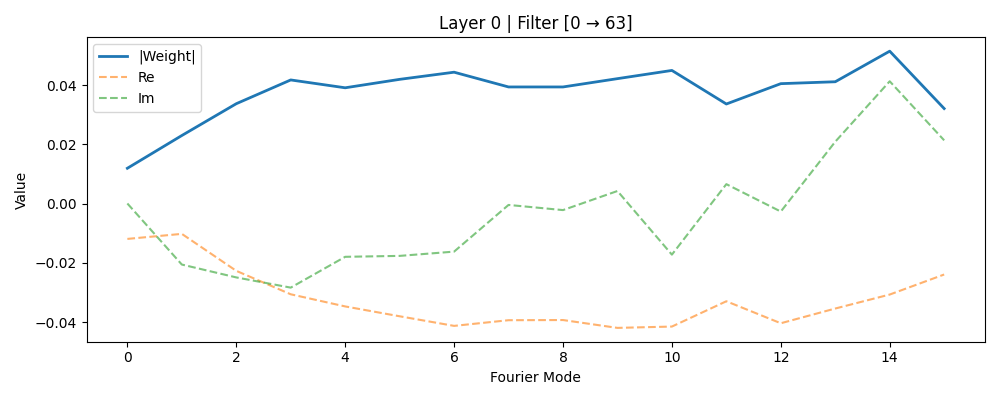 Layer 0 | Filter [0 → 63]
|Weight|
Re
Im
Value
0.04
0.02
0.00
−0.02
−0.04
0 2 4 6 8 10 12 14
Fourier Mode